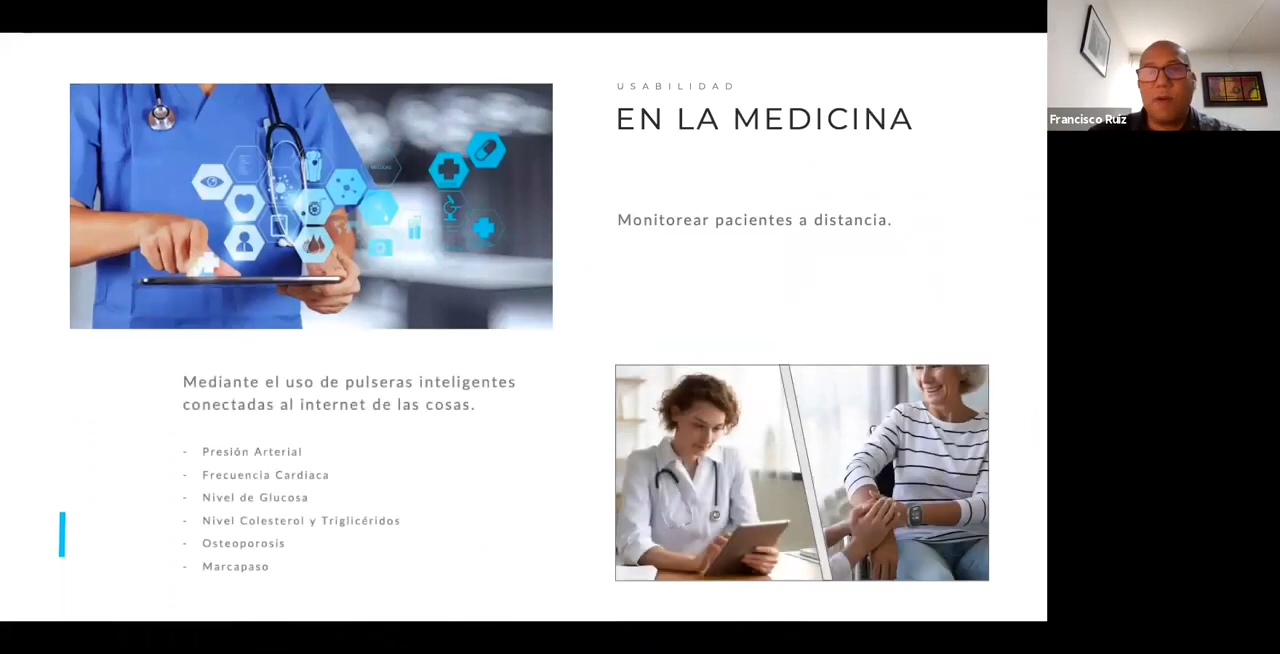 USABILIDAD
EN LA MEDICINA
Monitorear pacientes a distancia.
Mediante el uso de pulseras inteligentes
conectadas al internet de las cosas.
- Presión Arterial
- Frecuencia Cardiaca
- Nivel de Glucosa
- Nivel Colesterol y Triglicéridos
- Osteoporosis
- Marcapaso
Francisco Ruiz